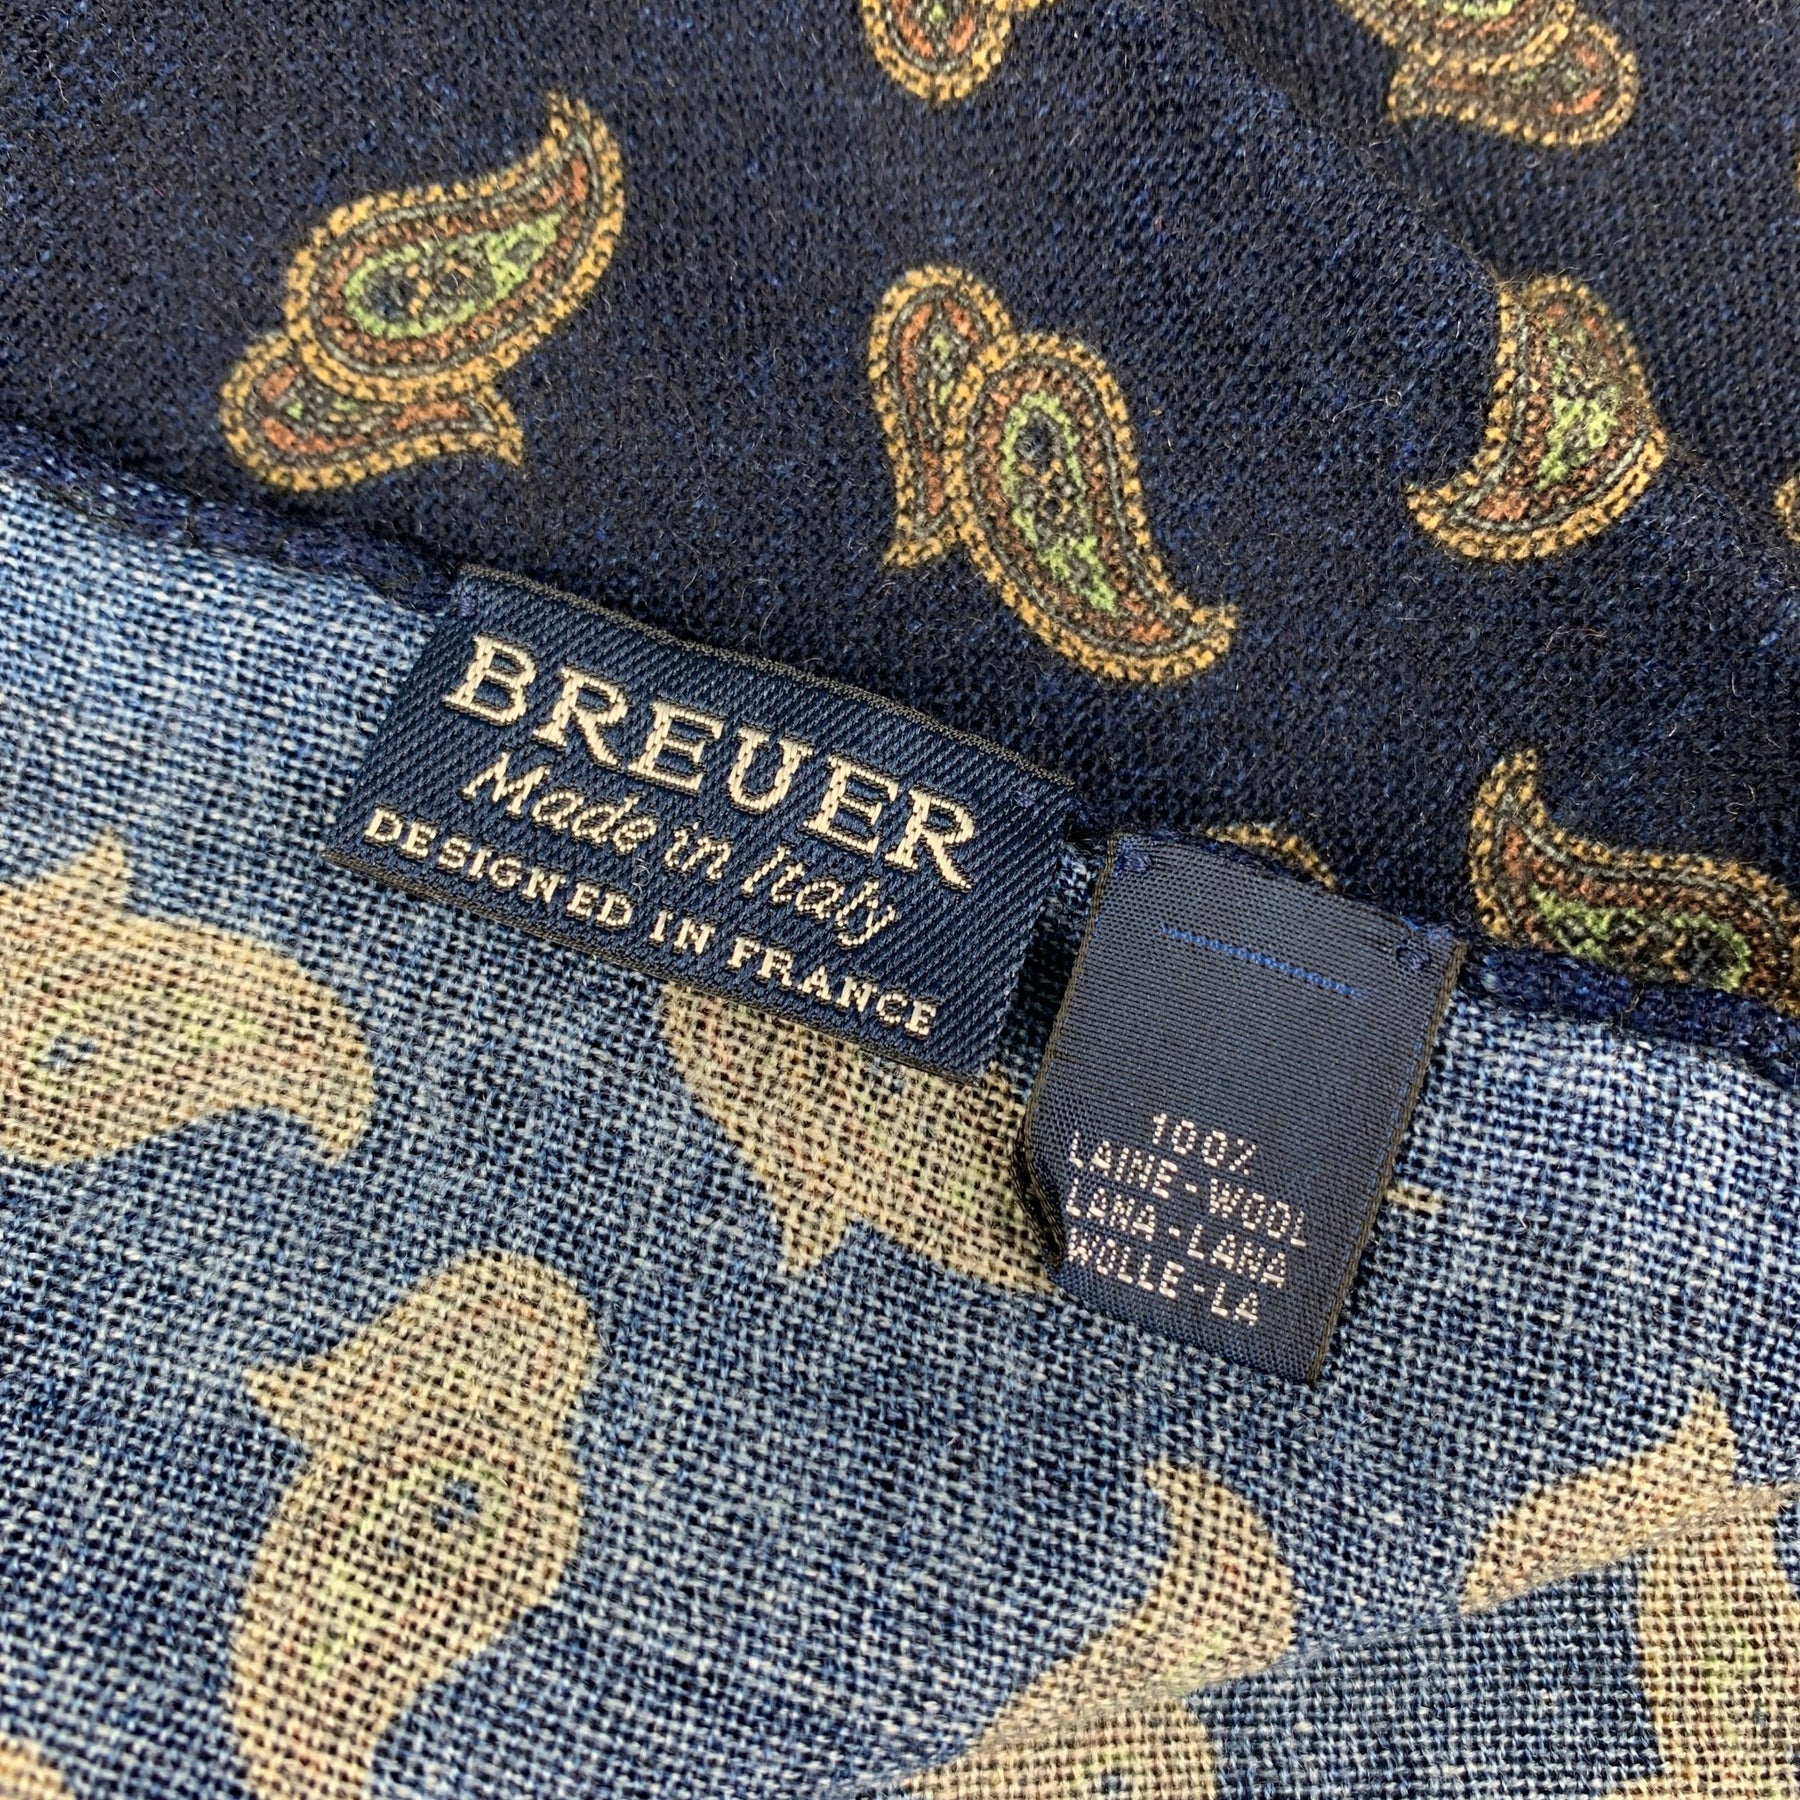 BREUER
Made in Italy
DESIGNED IN FRANCE
100%
LAINE-WOOL
LANA-LANA
WOLLE-LA